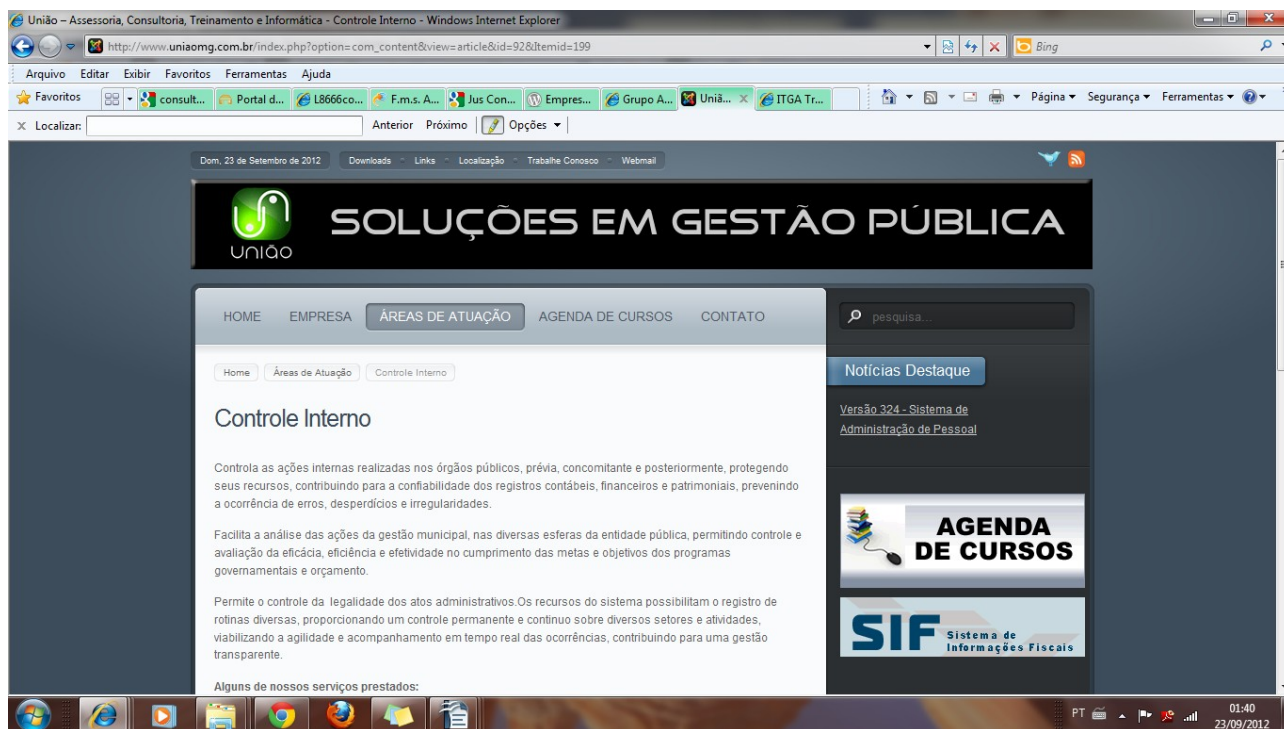 União – Assessoria, Consultoria, Treinamento e Informática - Controle Interno - Windows Internet Explorer
http://www.uniaomg.com.br/index.php?option=com_content&view=article&id=92&Itemid=199
Bing
Arquivo Editar Exibir Favoritos Ferramentas Ajuda
Favoritos consult... Portal d... L8666co... F.m.s. A... Jus Con... Empres... Grupo A... Uniã... ITGA Tr... Página Segurança Ferramentas
x Localizar: Anterior Próximo Opções
Dom, 23 de Setembro de 2012 Downloads Links Localização Trabalhe Conosco Webmail
União
SOLUÇÕES EM GESTÃO PÚBLICA
HOME EMPRESA ÁREAS DE ATUAÇÃO AGENDA DE CURSOS CONTATO
pesquisa...
Home Áreas de Atuação Controle Interno
Controle Interno
Controla as ações internas realizadas nos órgãos públicos, prévia, concomitante e posteriormente, protegendo
seus recursos, contribuindo para a confiabilidade dos registros contábeis, financeiros e patrimoniais, prevenindo
a ocorrência de erros, desperdícios e irregularidades.
Facilita a análise das ações da gestão municipal, nas diversas esferas da entidade pública, permitindo controle e
avaliação da eficácia, eficiência e efetividade no cumprimento das metas e objetivos dos programas
governamentais e orçamento.
Permite o controle da legalidade dos atos administrativos.Os recursos do sistema possibilitam o registro de
rotinas diversas, proporcionando um controle permanente e continuo sobre diversos setores e atividades,
viabilizando a agilidade e acompanhamento em tempo real das ocorrências, contribuindo para uma gestão
transparente.
Alguns de nossos serviços prestados:
Notícias Destaque
Versão 324 - Sistema de
Administração de Pessoal
AGENDA
DE CURSOS
SIF Sistema de
Informações Fiscais
PT
01:40
23/09/2012